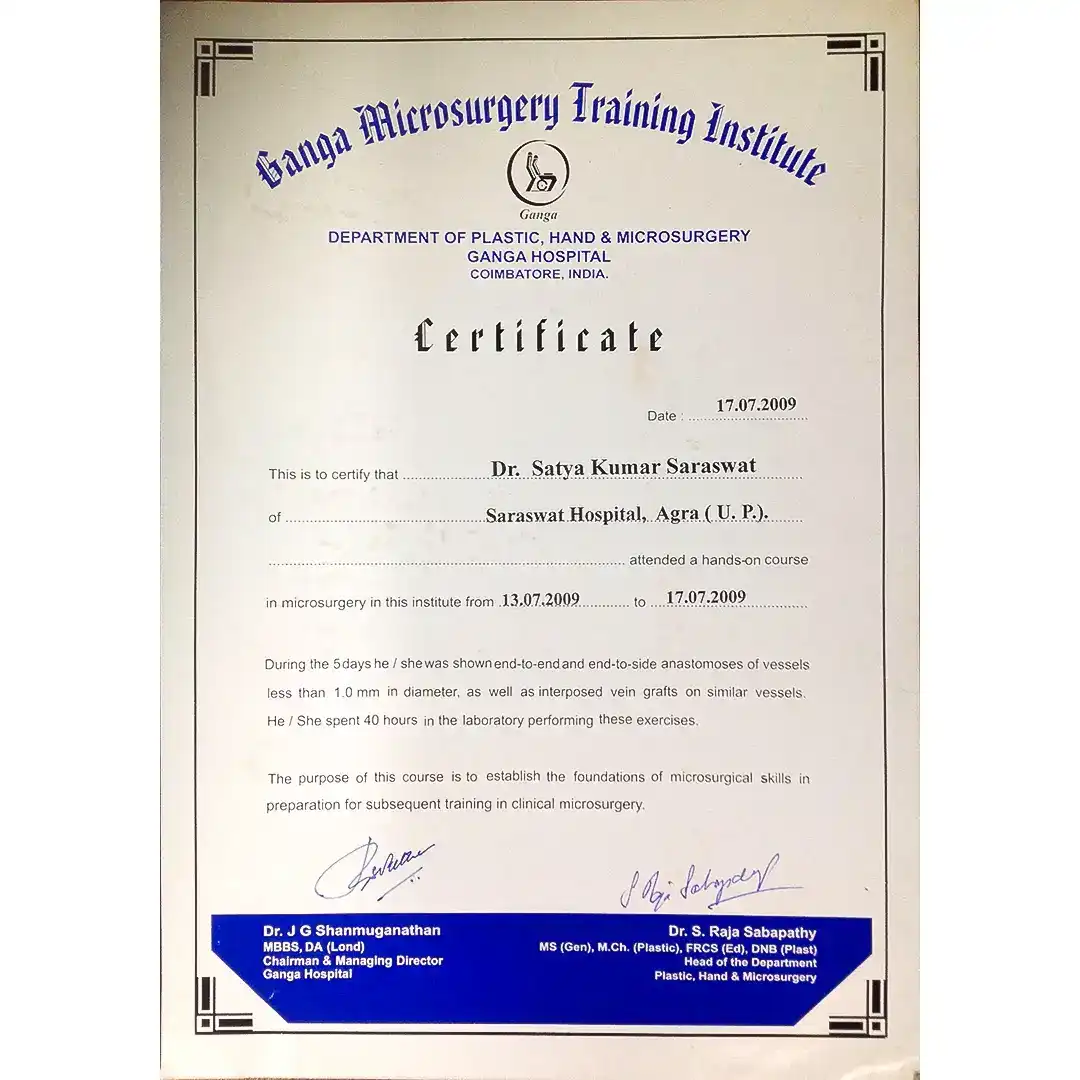 Ganga Microsurgery Training Institute
Ganga
DEPARTMENT OF PLASTIC, HAND & MICROSURGERY
GANGA HOSPITAL
COIMBATORE, INDIA.
Certificate
Date : 17.07.2009
This is to certify that Dr. Satya Kumar Saraswat
of Saraswat Hospital, Agra ( U. P.).
attended a hands-on course
in microsurgery in this institute from 13.07.2009 to 17.07.2009
During the 5 days he / she was shown end-to-end and end-to-side anastomoses of vessels
less than 1.0 mm in diameter, as well as interposed vein grafts on similar vessels.
He / She spent 40 hours in the laboratory performing these exercises.
The purpose of this course is to establish the foundations of microsurgical skills in
preparation for subsequent training in clinical microsurgery.
S Raja Sabapathy
Dr. J G Shanmuganathan
MBBS, DA (Lond)
Chairman & Managing Director
Ganga Hospital
Dr. S. Raja Sabapathy
MS (Gen), M.Ch. (Plastic), FRCS (Ed), DNB (Plast)
Head of the Department
Plastic, Hand & Microsurgery